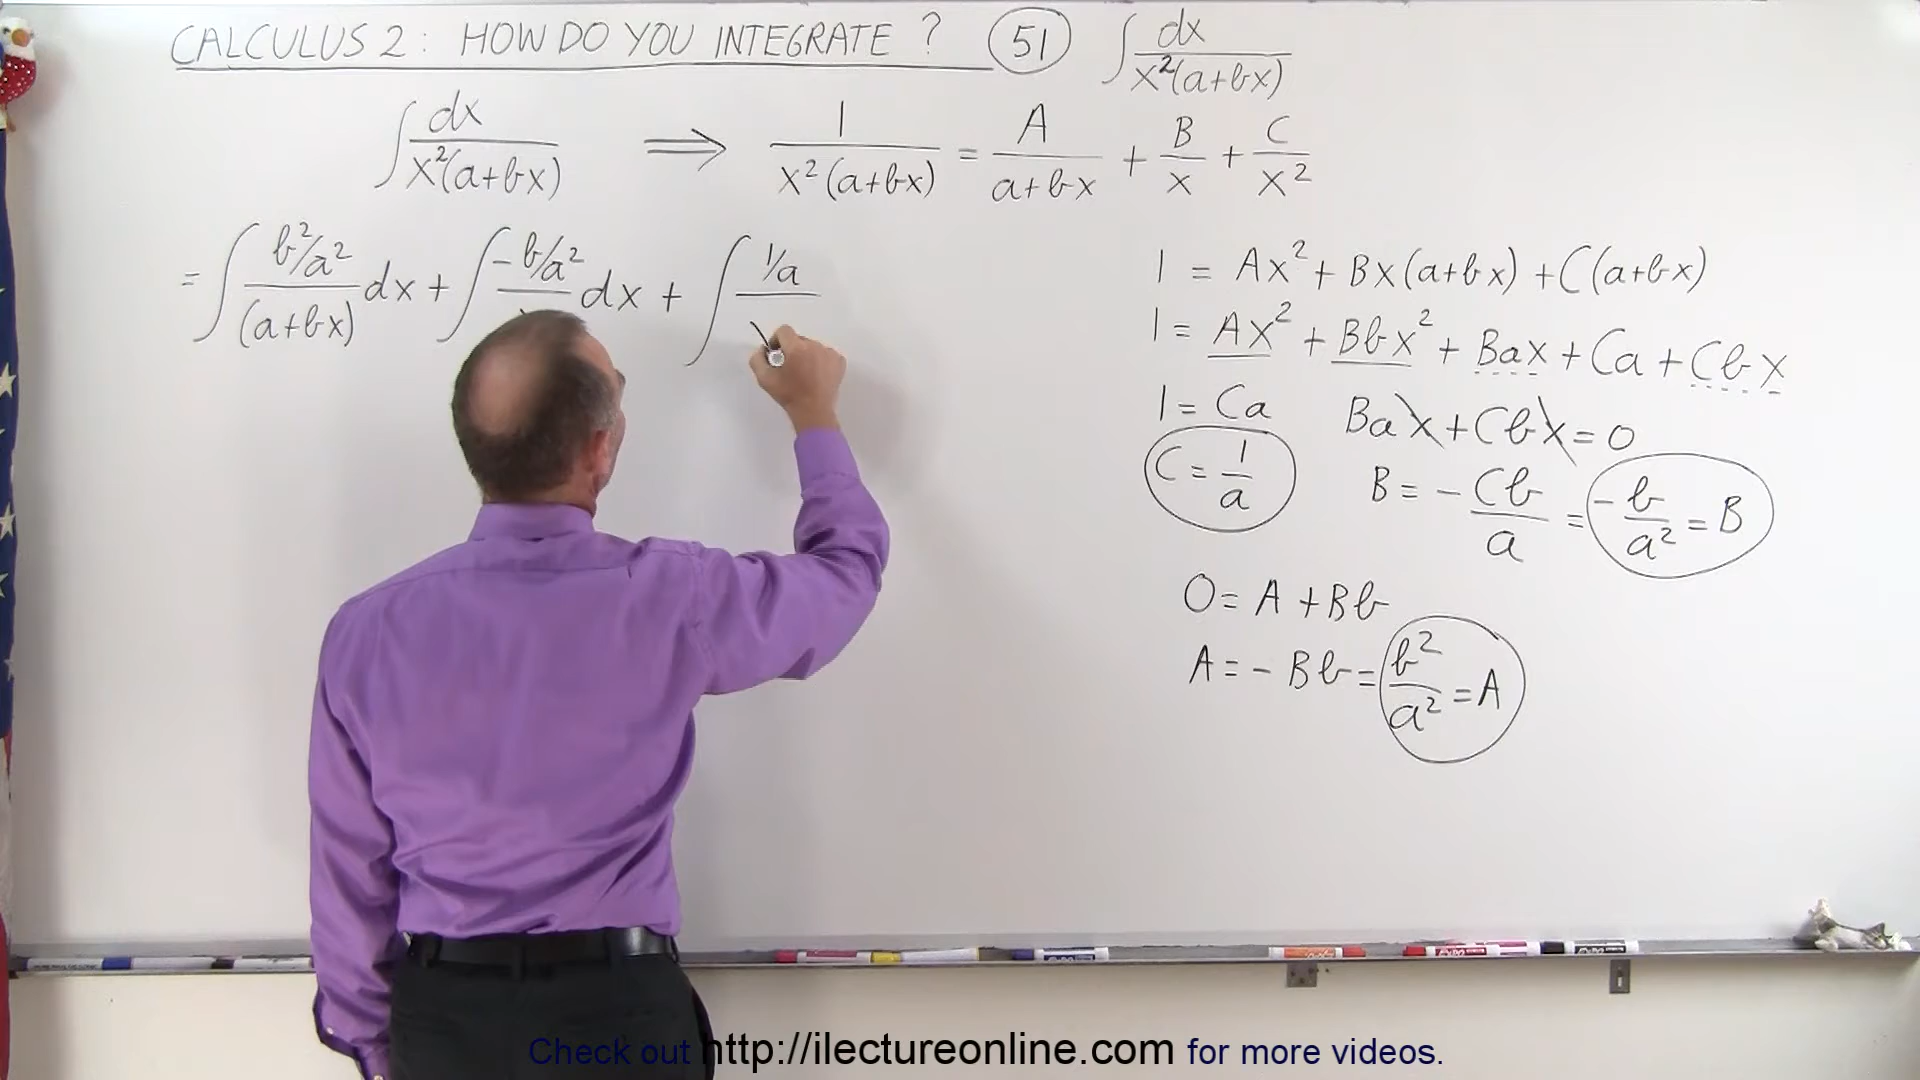 CALCULUS 2 : HOW DO YOU INTEGRATE ? 51 ∫ dx / x²(a+bx)
∫ dx / x²(a+bx) ⟹ 1 / x²(a+bx) = A / a+bx + B / x + C / x²
= ∫ b²/a² / (a+bx) dx + ∫ -b/a² / dx + ∫ 1/a /
1 = Ax² + Bx(a+bx) + C(a+bx)
1 = Ax² + Bbx² + Bax + Ca + Cbx
1 = Ca
Bax + Cbx = 0
C = 1/a
B = - Cb/a = -b/a² = B
0 = A + Bb
A = - Bb = b²/a² = A
Check out http://ilectureonline.com for more videos.